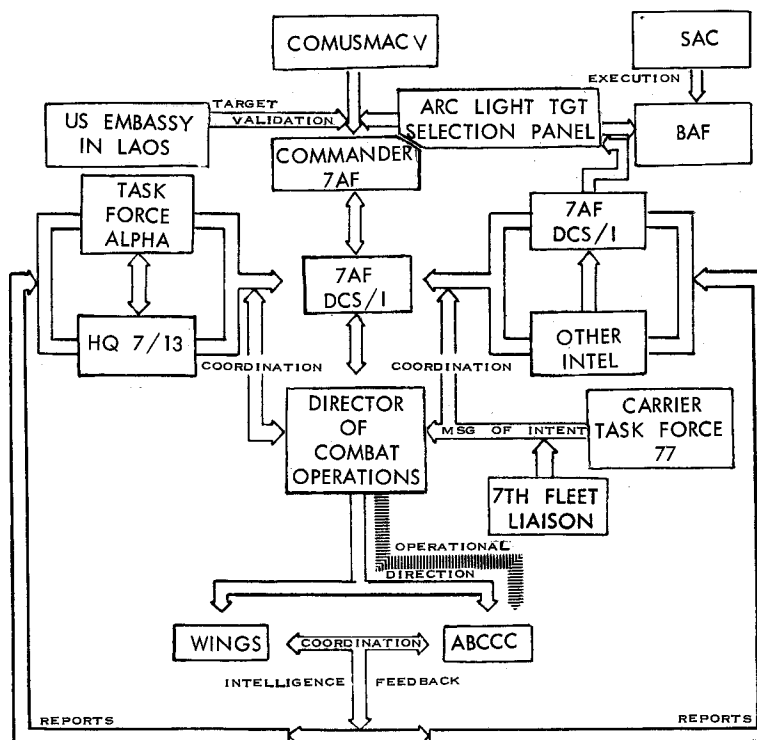 COMUSMAC V
SAC
EXECUTION
TARGET
VALIDATION
US EMBASSY
IN LAOS
ARC LIGHT TGT
SELECTION PANEL
BAF
COMMANDER
7AF
TASK
FORCE
ALPHA
7AF
DCS/I
7AF
DCS/I
HQ 7/13
OTHER
INTEL
COORDINATION
COORDINATION
DIRECTOR
OF
COMBAT
OPERATIONS
MSG OF INTENT
CARRIER
TASK FORCE
77
7TH FLEET
LIAISON
OPERATIONAL
DIRECTION
WINGS
COORDINATION
ABCCC
INTELLIGENCE FEEDBACK
REPORTS
REPORTS